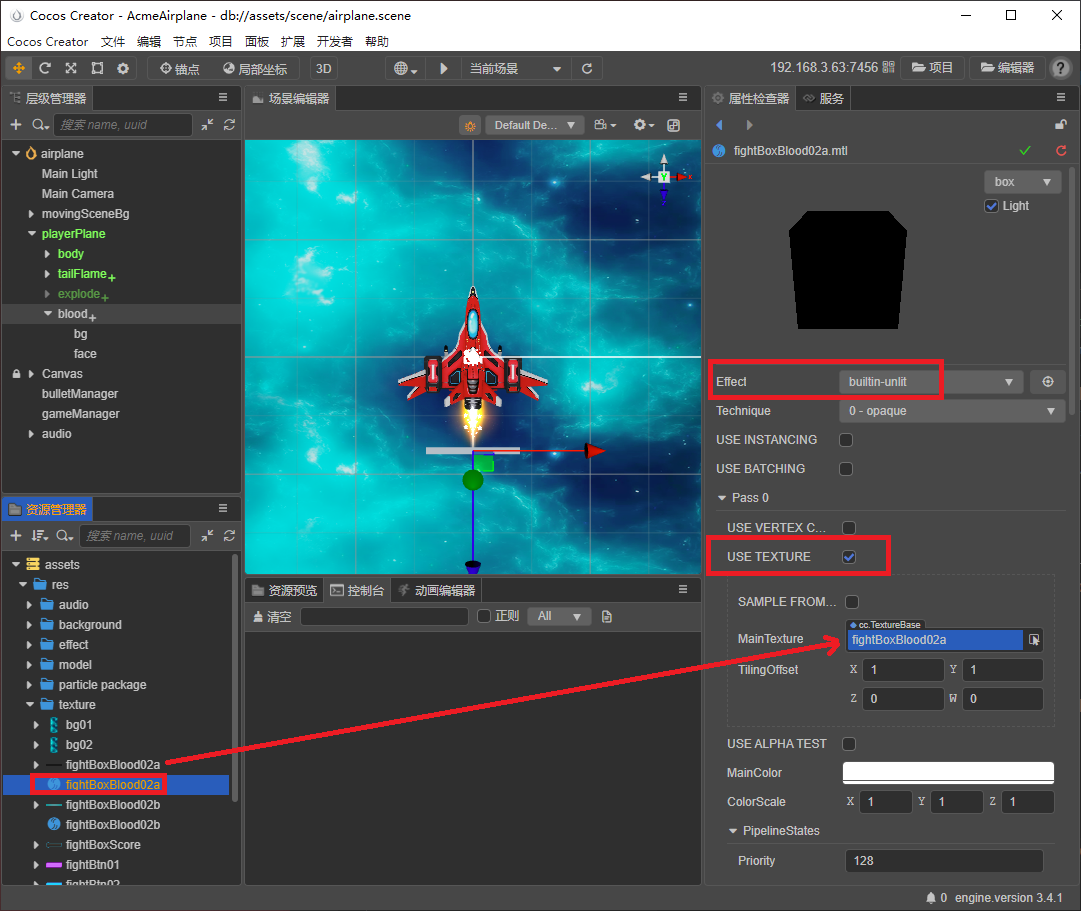 Cocos Creator - AcmeAirplane - db://assets/scene/airplane.scene
Cocos Creator 文件 编辑 节点 项目 面板 扩展 开发者 帮助
锚点 局部坐标 3D 当前场景 192.168.3.63:7456 项目 编辑器 ?
层级管理器
搜索 name, uuid
airplane
Main Light
Main Camera
movingSceneBg
playerPlane
body
tailFlame
explode
blood
bg
face
Canvas
bulletManager
gameManager
audio
资源管理器
搜索 name, uuid
assets
res
audio
background
effect
model
particle package
texture
bg01
bg02
fightBoxBlood02a
fightBoxBlood02a
fightBoxBlood02b
fightBoxBlood02b
fightBoxScore
fightBtn01
fightBtn02
场景编辑器
Default De...
Y
资源预览 控制台 动画编辑器
清空 正则 All
属性检查器 服务
fightBoxBlood02a.mtl
box
Light
Effect builtin-unlit
Technique 0 - opaque
USE INSTANCING
USE BATCHING
Pass 0
USE VERTEX C...
USE TEXTURE
SAMPLE FROM...
cc.TextureBase
MainTexture fightBoxBlood02a
TilingOffset X 1 Y 1
Z 0 W 0
USE ALPHA TEST
MainColor
ColorScale X 1 Y 1 Z 1
PipelineStates
Priority 128
0 engine.version 3.4.1